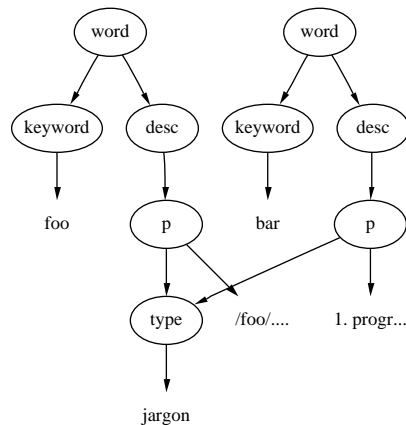 word word
keyword desc keyword desc
foo p bar p
type /foo/.... 1. progr...
jargon